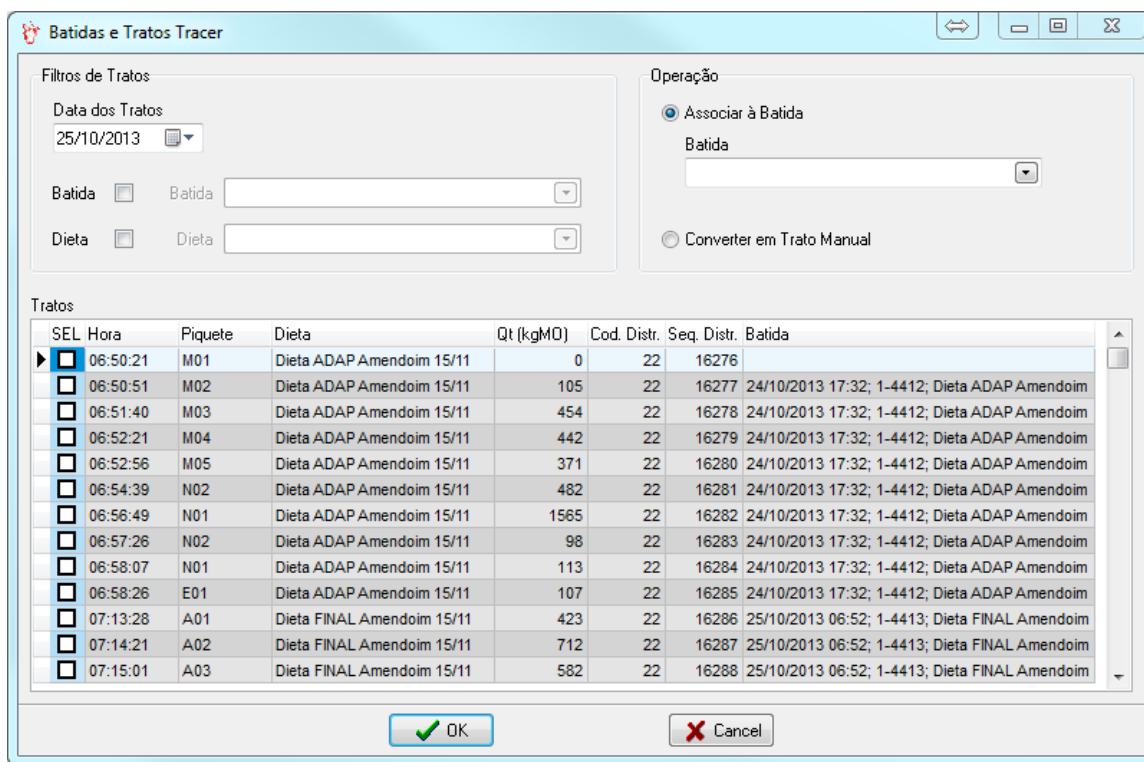 Batidas e Tratos Tracer
Filtros de Tratos
Data dos Tratos
25/10/2013
Batida Batida
Dieta Dieta
Operação
Associar à Batida
Batida
Converter em Trato Manual
Tratos
SEL Hora Piquete Dieta Qt (kgMO) Cod. Distr. Seq. Distr. Batida
06:50:21 M01 Dieta ADAP Amendoim 15/11 0 22 16276
06:50:51 M02 Dieta ADAP Amendoim 15/11 105 22 16277 24/10/2013 17:32; 1-4412; Dieta ADAP Amendoim
06:51:40 M03 Dieta ADAP Amendoim 15/11 454 22 16278 24/10/2013 17:32; 1-4412; Dieta ADAP Amendoim
06:52:21 M04 Dieta ADAP Amendoim 15/11 442 22 16279 24/10/2013 17:32; 1-4412; Dieta ADAP Amendoim
06:52:56 M05 Dieta ADAP Amendoim 15/11 371 22 16280 24/10/2013 17:32; 1-4412; Dieta ADAP Amendoim
06:54:39 N02 Dieta ADAP Amendoim 15/11 482 22 16281 24/10/2013 17:32; 1-4412; Dieta ADAP Amendoim
06:56:49 N01 Dieta ADAP Amendoim 15/11 1565 22 16282 24/10/2013 17:32; 1-4412; Dieta ADAP Amendoim
06:57:26 N02 Dieta ADAP Amendoim 15/11 98 22 16283 24/10/2013 17:32; 1-4412; Dieta ADAP Amendoim
06:58:07 N01 Dieta ADAP Amendoim 15/11 113 22 16284 24/10/2013 17:32; 1-4412; Dieta ADAP Amendoim
06:58:26 E01 Dieta ADAP Amendoim 15/11 107 22 16285 24/10/2013 17:32; 1-4412; Dieta ADAP Amendoim
07:13:28 A01 Dieta FINAL Amendoim 15/11 423 22 16286 25/10/2013 06:52; 1-4413; Dieta FINAL Amendoim
07:14:21 A02 Dieta FINAL Amendoim 15/11 712 22 16287 25/10/2013 06:52; 1-4413; Dieta FINAL Amendoim
07:15:01 A03 Dieta FINAL Amendoim 15/11 582 22 16288 25/10/2013 06:52; 1-4413; Dieta FINAL Amendoim
OK Cancel